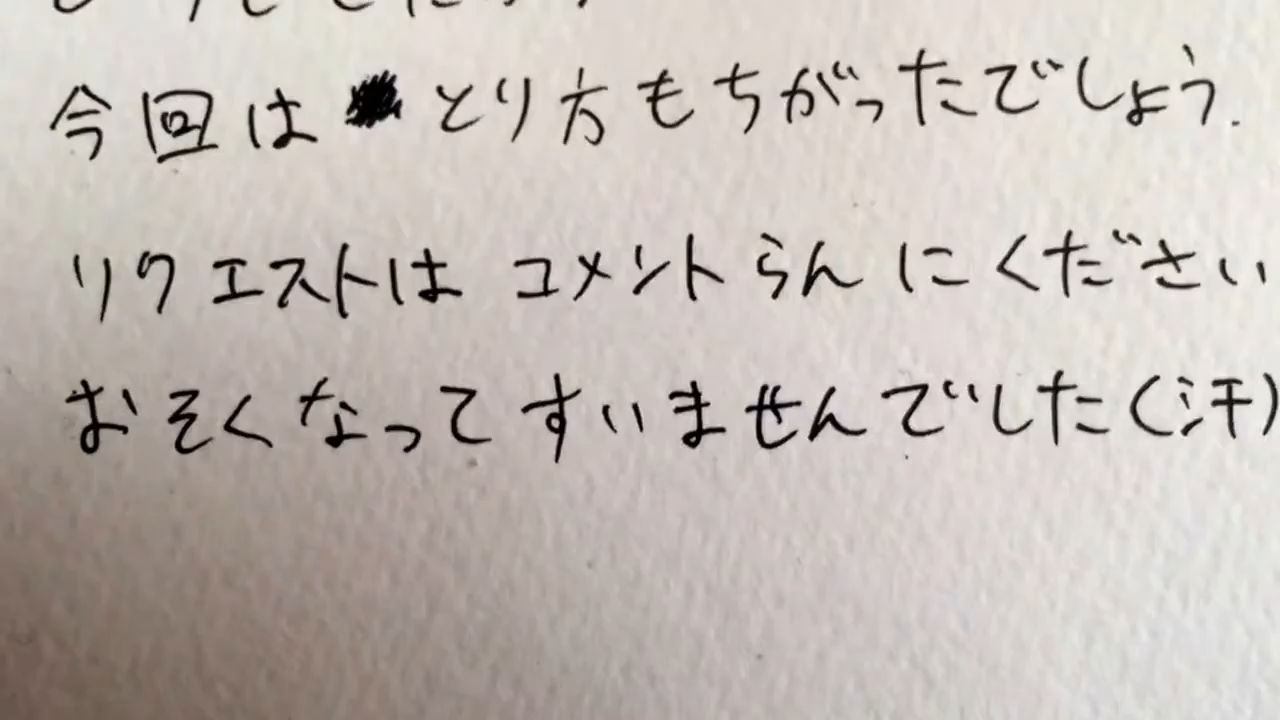 今回は とり方もちがったでしょう.
リクエストは コメントらんにください
おそくなってすいませんでした(汗)